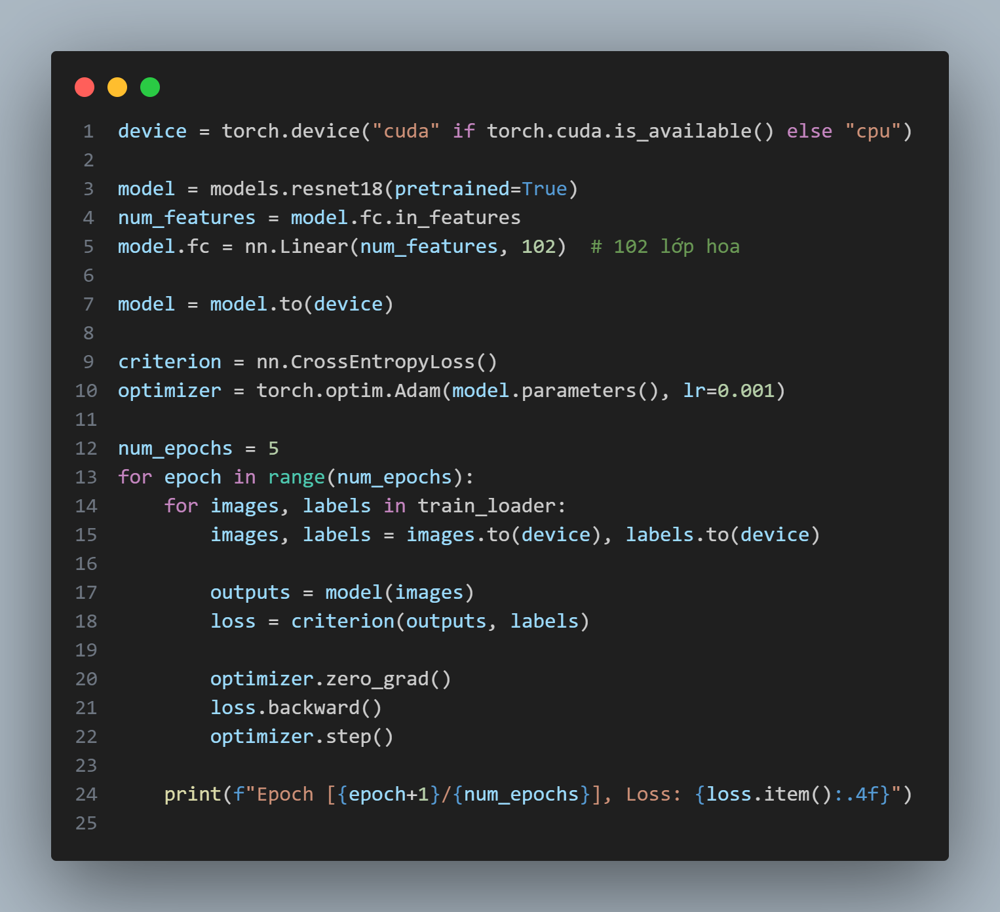 1 device = torch.device("cuda" if torch.cuda.is_available() else "cpu")
2
3 model = models.resnet18(pretrained=True)
4 num_features = model.fc.in_features
5 model.fc = nn.Linear(num_features, 102)  # 102 lớp hoa
6
7 model = model.to(device)
8
9 criterion = nn.CrossEntropyLoss()
10 optimizer = torch.optim.Adam(model.parameters(), lr=0.001)
11
12 num_epochs = 5
13 for epoch in range(num_epochs):
14     for images, labels in train_loader:
15         images, labels = images.to(device), labels.to(device)
16
17         outputs = model(images)
18         loss = criterion(outputs, labels)
19
20         optimizer.zero_grad()
21         loss.backward()
22         optimizer.step()
23
24     print(f"Epoch [{epoch+1}/{num_epochs}], Loss: {loss.item():.4f}")
25